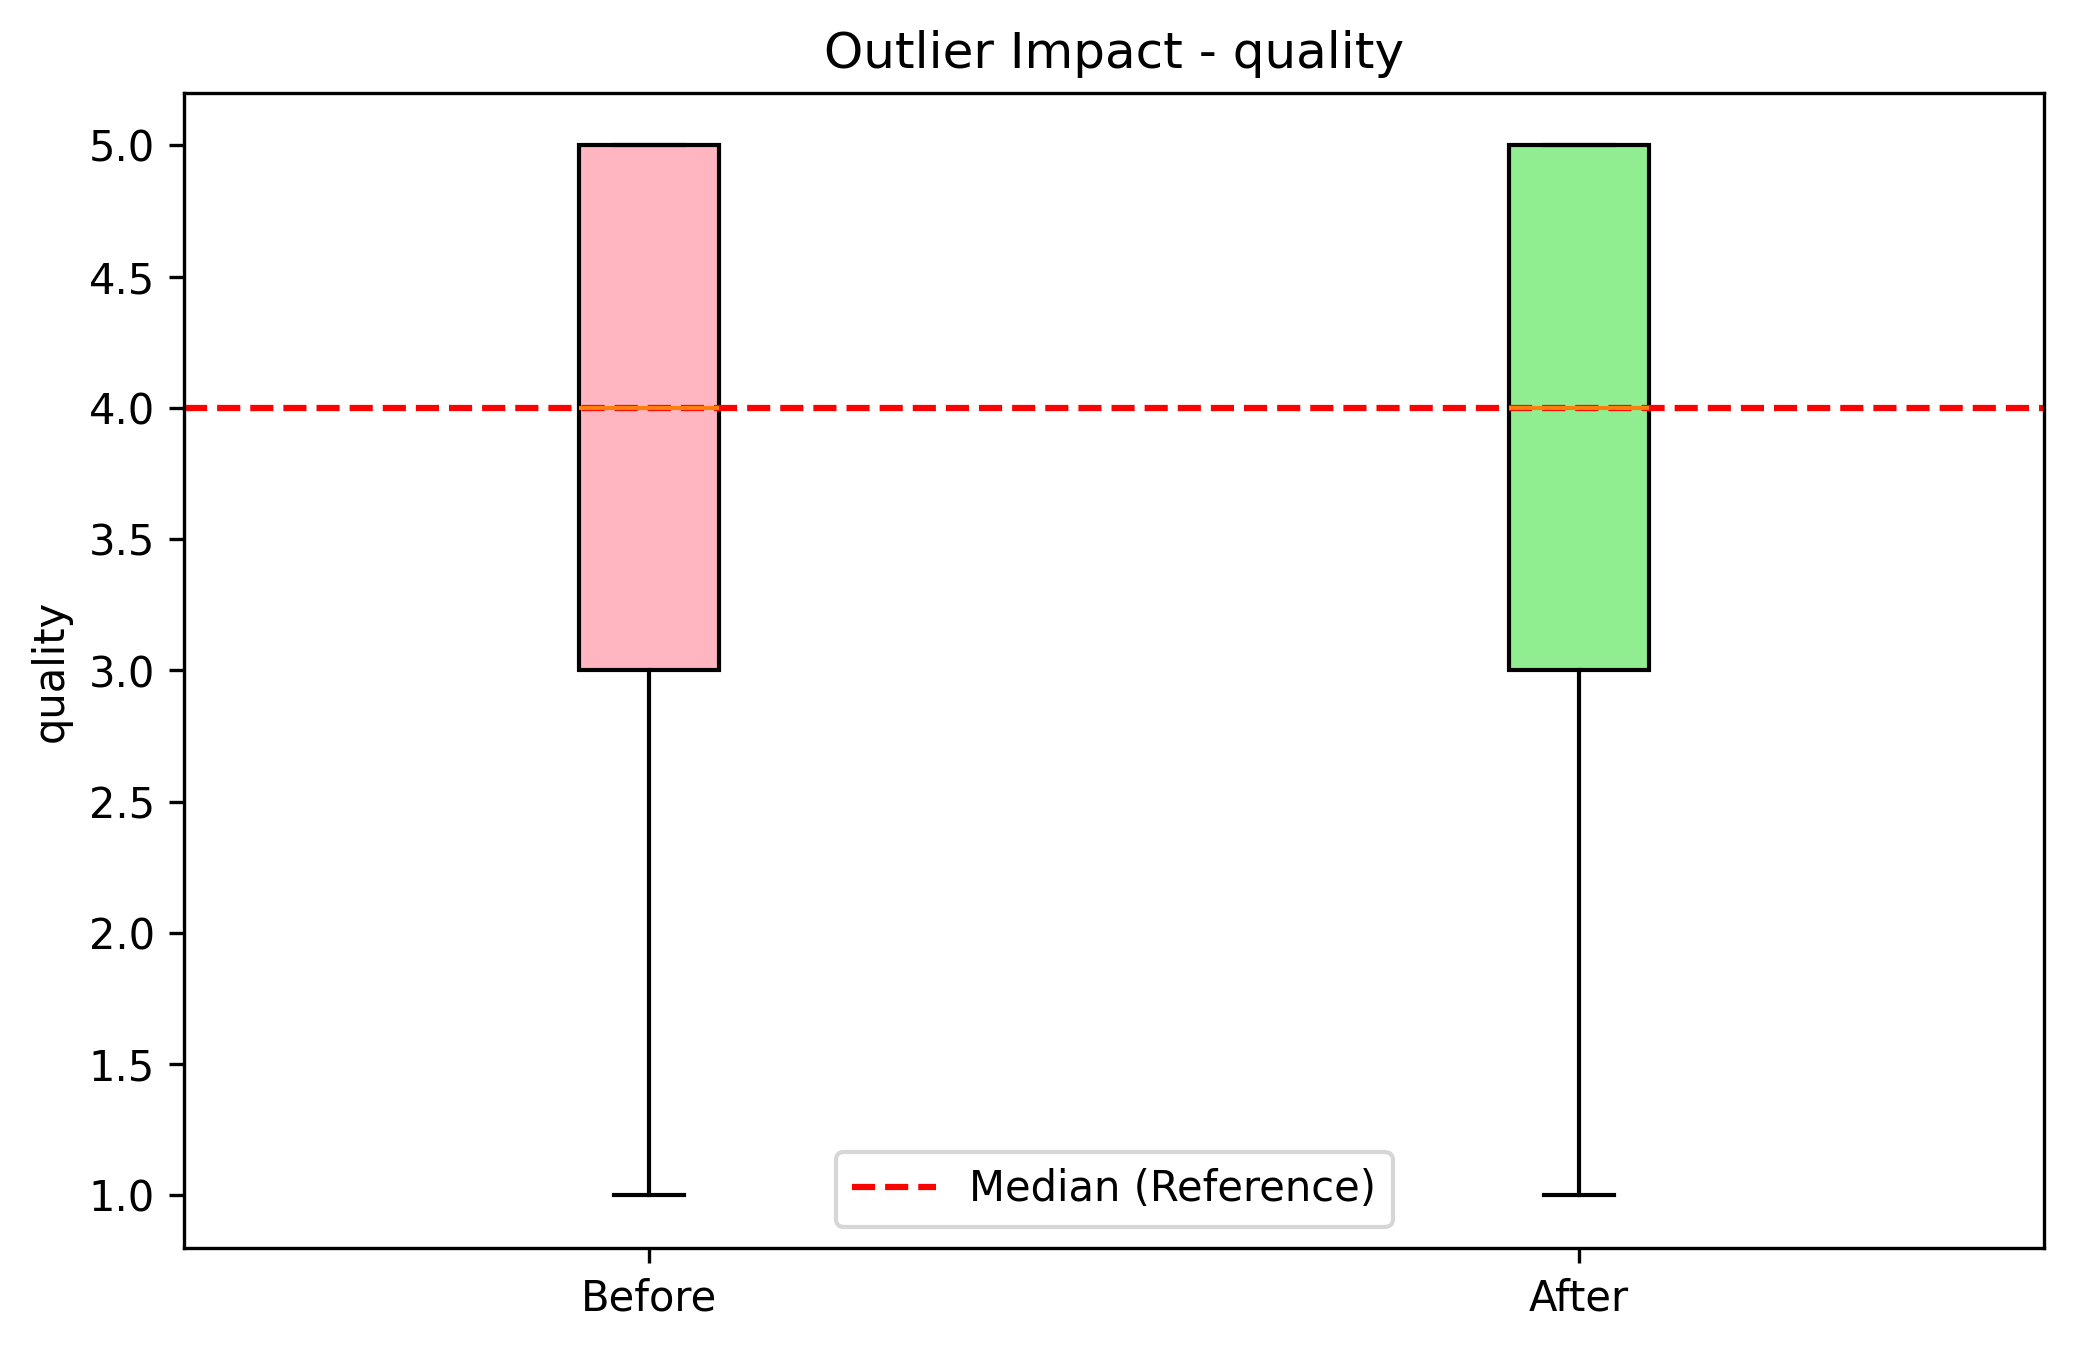 Outlier Impact - quality
quality
5.0
4.5
4.0
3.5
3.0
2.5
2.0
1.5
1.0
Median (Reference)
Before
After